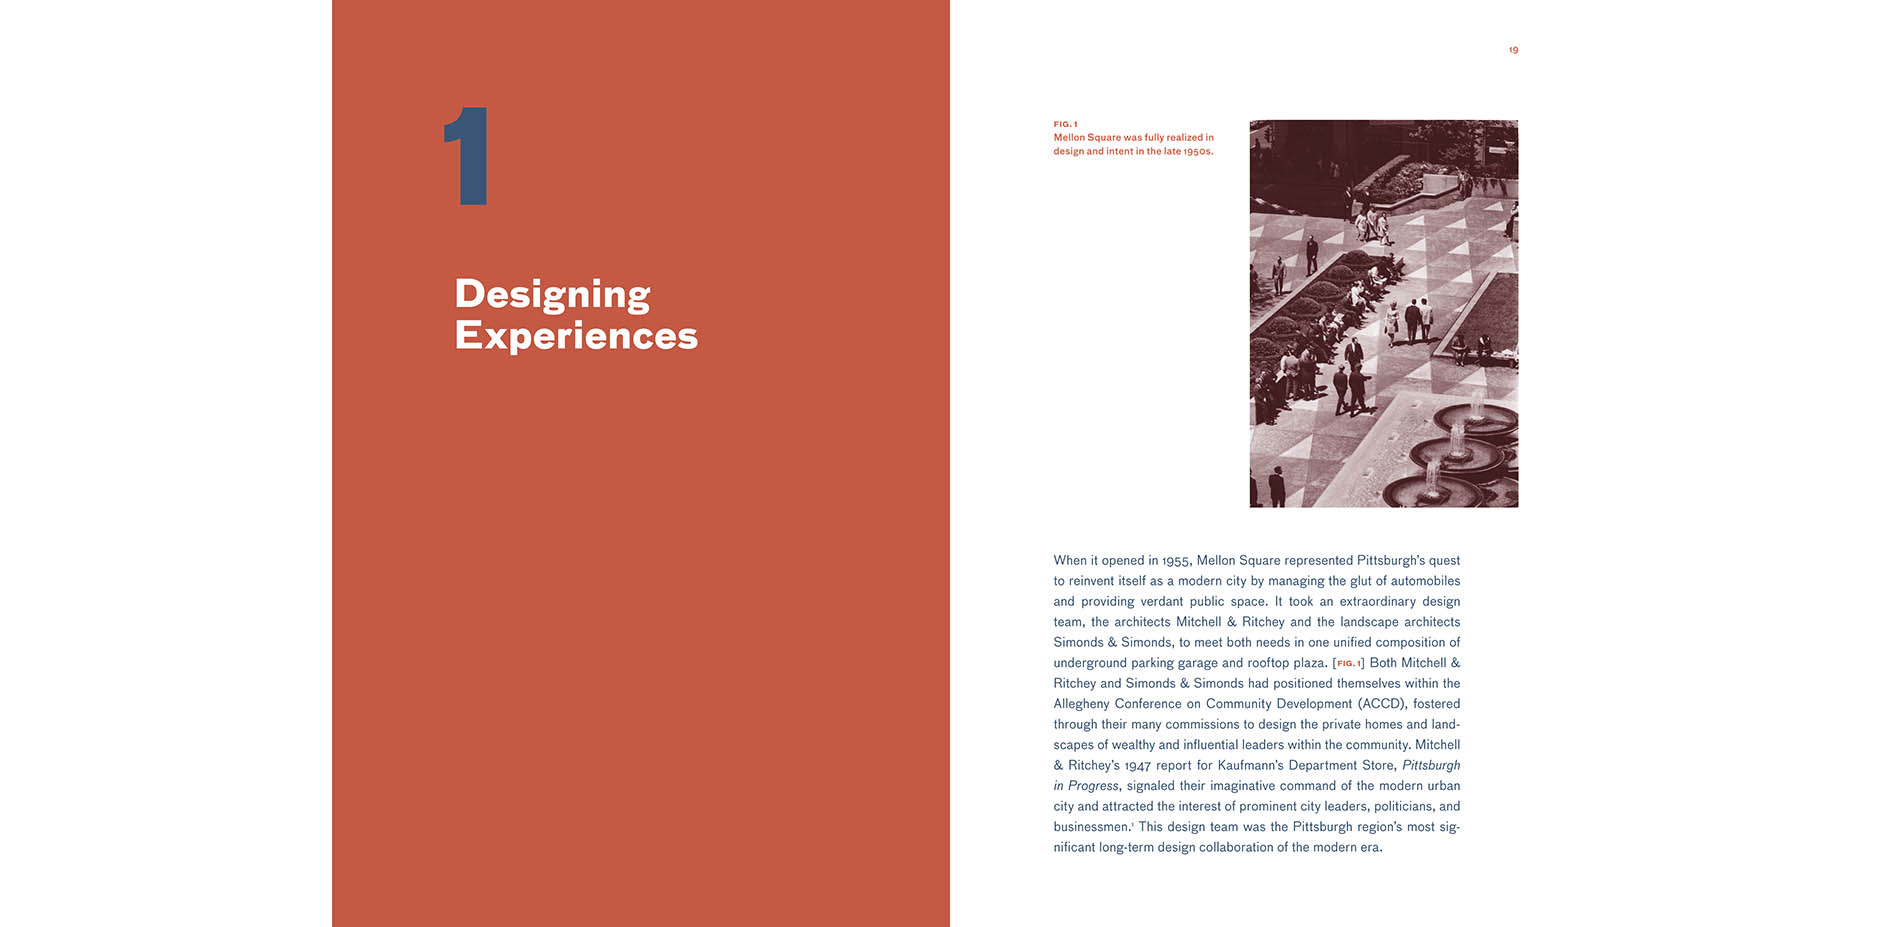 1
Designing
Experiences
19
FIG. 1
Mellon Square was fully realized in
design and intent in the late 1950s.
When it opened in 1955, Mellon Square represented Pittsburgh’s quest
to reinvent itself as a modern city by managing the glut of automobiles
and providing verdant public space. It took an extraordinary design
team, the architects Mitchell & Ritchey and the landscape architects
Simonds & Simonds, to meet both needs in one unified composition of
underground parking garage and rooftop plaza. [FIG. 1] Both Mitchell &
Ritchey and Simonds & Simonds had positioned themselves within the
Allegheny Conference on Community Development (ACCD), fostered
through their many commissions to design the private homes and land-
scapes of wealthy and influential leaders within the community. Mitchell
& Ritchey’s 1947 report for Kaufmann’s Department Store, Pittsburgh
in Progress, signaled their imaginative command of the modern urban
city and attracted the interest of prominent city leaders, politicians, and
businessmen.¹ This design team was the Pittsburgh region’s most sig-
nificant long-term design collaboration of the modern era.